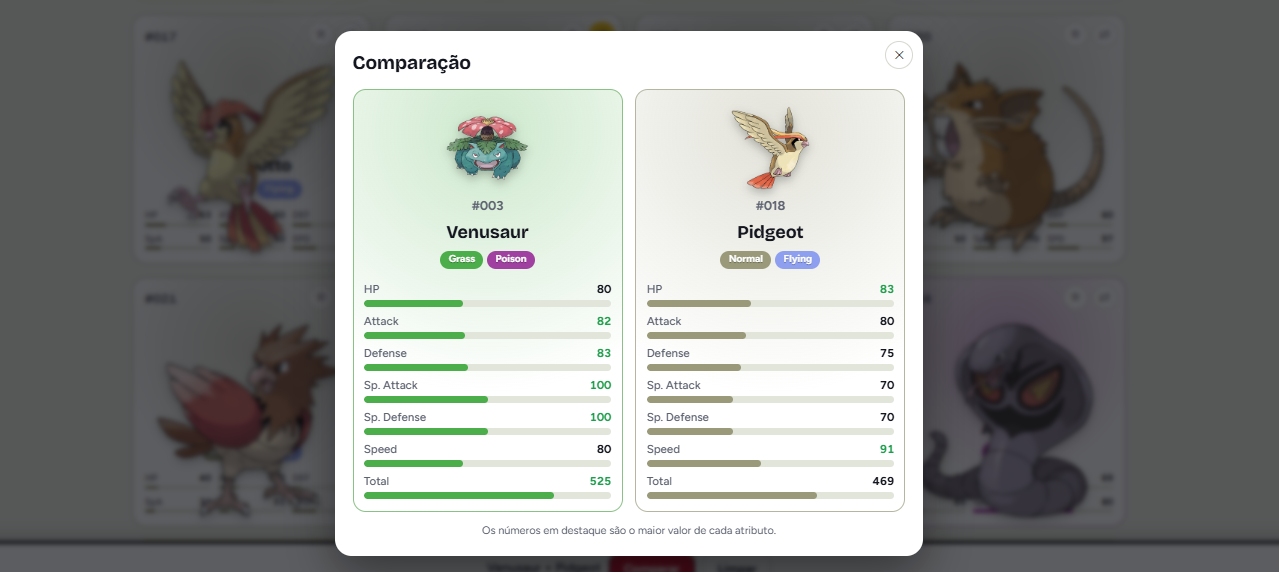 Comparação
#003
Venusaur
Grass Poison
HP 80
Attack 82
Defense 83
Sp. Attack 100
Sp. Defense 100
Speed 80
Total 525
#018
Pidgeot
Normal Flying
HP 83
Attack 80
Defense 75
Sp. Attack 70
Sp. Defense 70
Speed 91
Total 469
Os números em destaque são o maior valor de cada atributo.
Venusaur × Pidgeot